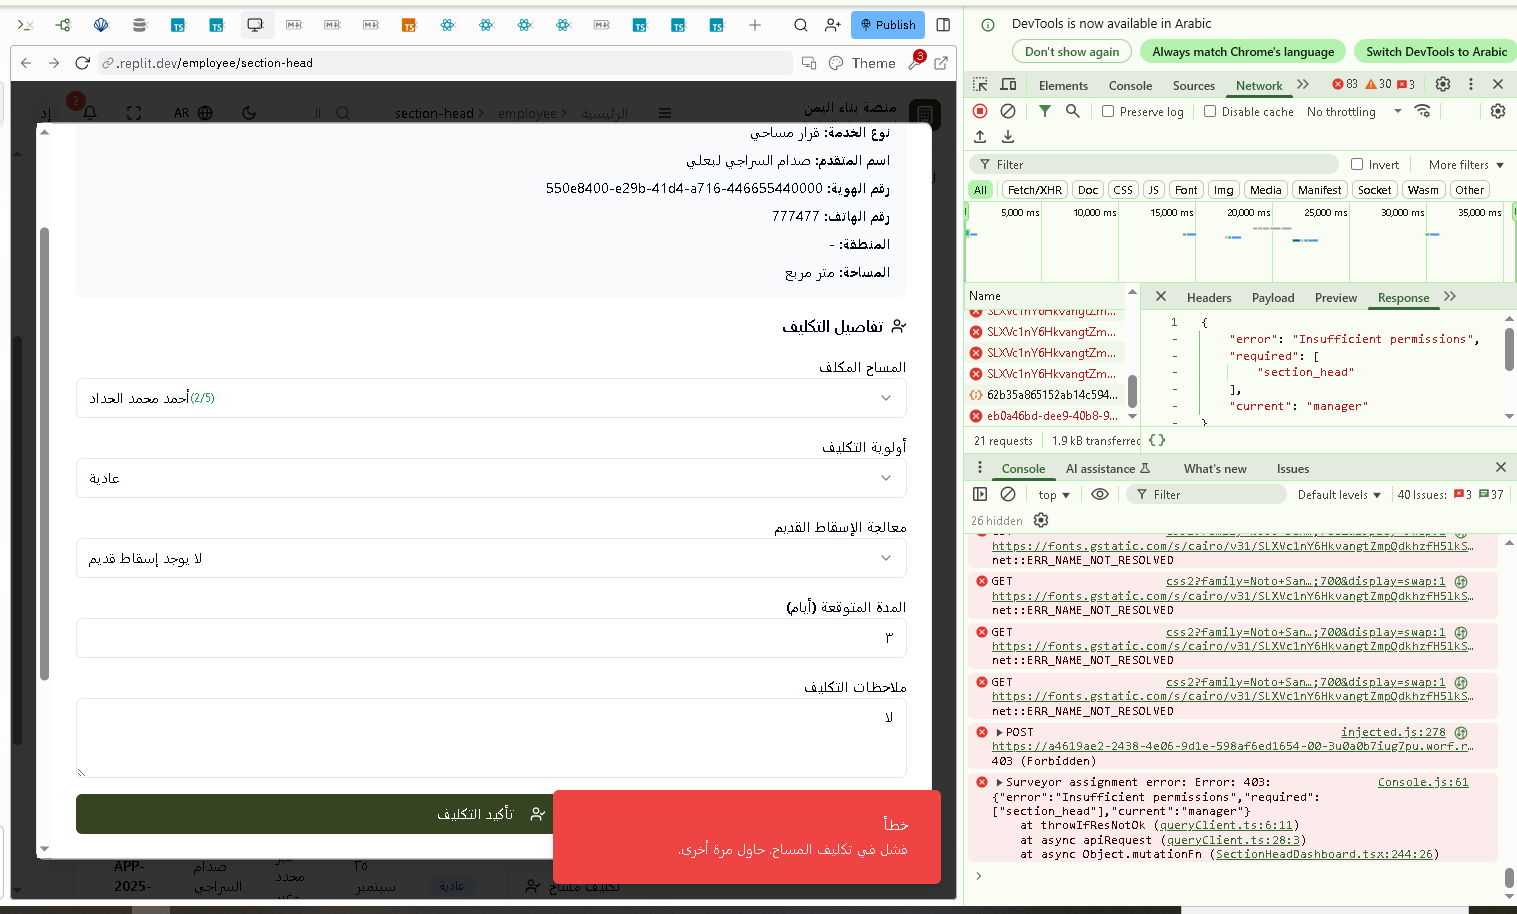 Publish
.replit.dev/employee/section-head
Theme
3
2
AR
section-head
employee
الرئيسية
منصة بناء اليمن
نوع الخدمة: قرار مساحي
اسم المتقدم: صدام السراجي ليعلي
رقم الهوية: 550e8400-e29b-41d4-a716-446655440000
رقم الهاتف: 777477
المنطقة: -
المساحة: متر مربع
تفاصيل التكليف
المساح المكلف
أحمد محمد الحداد(2/5)
أولوية التكليف
عادية
معالجة الإسقاط القديم
لا يوجد إسقاط قديم
المدة المتوقعة (أيام)
٣
ملاحظات التكليف
لا
تأكيد التكليف
خطأ
فشل في تكليف المساح. حاول مرة أخرى.
APP-
2025-
صدام
السراجي
محدد
٢٥
سبتمبر
عادية
تكليف مساح
DevTools is now available in Arabic
Don't show again
Always match Chrome's language
Switch DevTools to Arabic
Elements
Console
Sources
Network
83
30
3
Preserve log
Disable cache
No throttling
Filter
Invert
More filters
All
Fetch/XHR
Doc
CSS
JS
Font
Img
Media
Manifest
Socket
Wasm
Other
5,000 ms
10,000 ms
15,000 ms
20,000 ms
25,000 ms
30,000 ms
35,000 ms
Name
Headers
Payload
Preview
Response
SLXVc1nY6HkvangtZm...
SLXVc1nY6HkvangtZm...
SLXVc1nY6HkvangtZm...
SLXVc1nY6HkvangtZm...
62b35a865152ab14c594...
eb0a46bd-dee9-40b8-9...
1 {
"error": "Insufficient permissions",
"required": [
"section_head"
],
"current": "manager"
}
21 requests
1.9 kB transferred
Console
AI assistance
What's new
Issues
top
Filter
Default levels
40 Issues:
3
37
26 hidden
https://fonts.gstatic.com/s/cairo/v31/SLXVc1nY6HkvangtZmpQdkhzfH5lkS…
net::ERR_NAME_NOT_RESOLVED
GET css2?family=Noto+San…;700&display=swap:1
https://fonts.gstatic.com/s/cairo/v31/SLXVc1nY6HkvangtZmpQdkhzfH5lkS…
net::ERR_NAME_NOT_RESOLVED
GET css2?family=Noto+San…;700&display=swap:1
https://fonts.gstatic.com/s/cairo/v31/SLXVc1nY6HkvangtZmpQdkhzfH5lkS…
net::ERR_NAME_NOT_RESOLVED
GET css2?family=Noto+San…;700&display=swap:1
https://fonts.gstatic.com/s/cairo/v31/SLXVc1nY6HkvangtZmpQdkhzfH5lkS…
net::ERR_NAME_NOT_RESOLVED
POST injected.js:278
https://a4619ae2-2438-4e06-9d1e-598af6ed1654-00-3u0a0b7iug7pu.worf.r…
403 (Forbidden)
Surveyor assignment error: Error: 403: Console.js:61
{"error":"Insufficient permissions","required":
["section_head"],"current":"manager"}
at throwIfResNotOk (queryClient.ts:6:11)
at async apiRequest (queryClient.ts:28:3)
at async Object.mutationFn (SectionHeadDashboard.tsx:244:26)